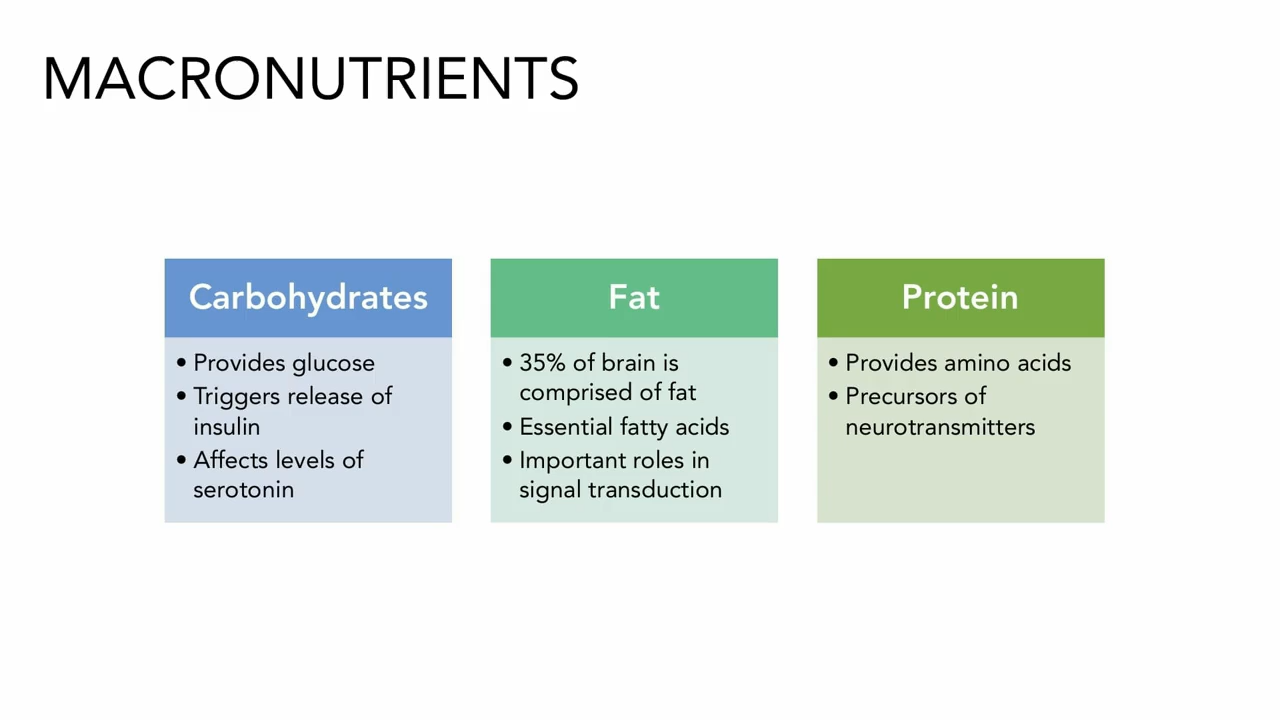 MACRONUTRIENTS
Carbohydrates
• Provides glucose
• Triggers release of
insulin
• Affects levels of
serotonin
Fat
• 35% of brain is
comprised of fat
• Essential fatty acids
• Important roles in
signal transduction
Protein
• Provides amino acids
• Precursors of
neurotransmitters